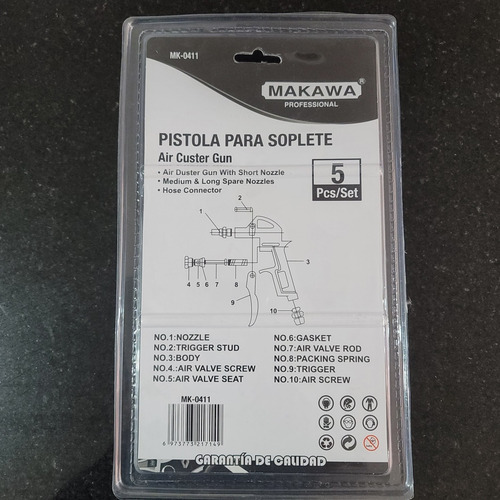 MK-0411
MAKAWA®
PROFESSIONAL
PISTOLA PARA SOPLETE
Air Custer Gun
• Air Duster Gun With Short Nozzle
• Medium & Long Spare Nozzles
• Hose Connector
5
Pcs/Set
2
1
3
4 5 6 7 8
9
10
NO.1:NOZZLE
NO.2:TRIGGER STUD
NO.3:BODY
NO.4.:AIR VALVE SCREW
NO.5:AIR VALVE SEAT
NO.6:GASKET
NO.7:AIR VALVE ROD
NO.8:PACKING SPRING
NO.9:TRIGGER
NO.10:AIR SCREW
MK-0411
6 973773 217149
GARANTÍA DE CALIDAD